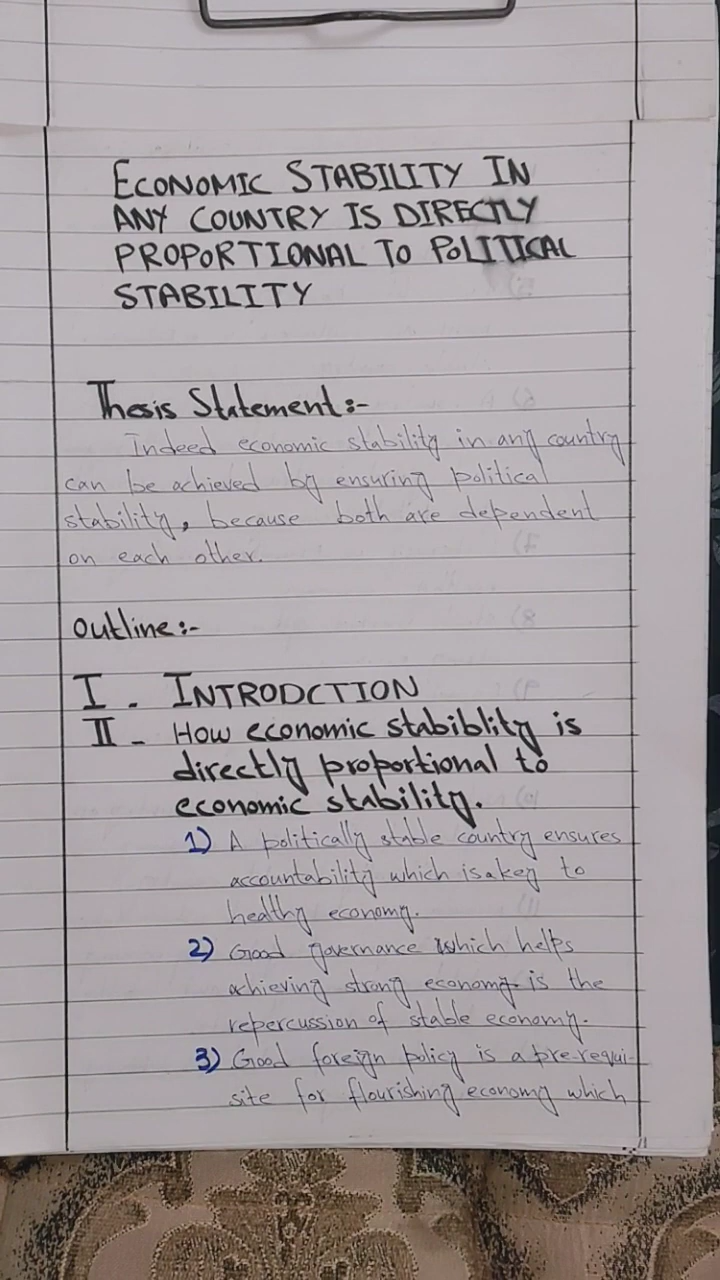 ECONOMIC STABILITY IN
ANY COUNTRY IS DIRECTLY
PROPORTIONAL TO POLITICAL
STABILITY
Thesis Statement:-
Indeed economic stability in any country
can be achieved by ensuring political
stability, because both are dependent
on each other.
Outline:-
I - INTRODCTION
II - How economic stabiblity is
directly proportional to
economic stability.
1) A politically stable country ensures
accountability which is a key to
healthy economy.
2) Good governance which helps
achieving strong economy is the
repercussion of stable economy.
3) Good foreign policy is a pre-requi-
site for flourishing economy which